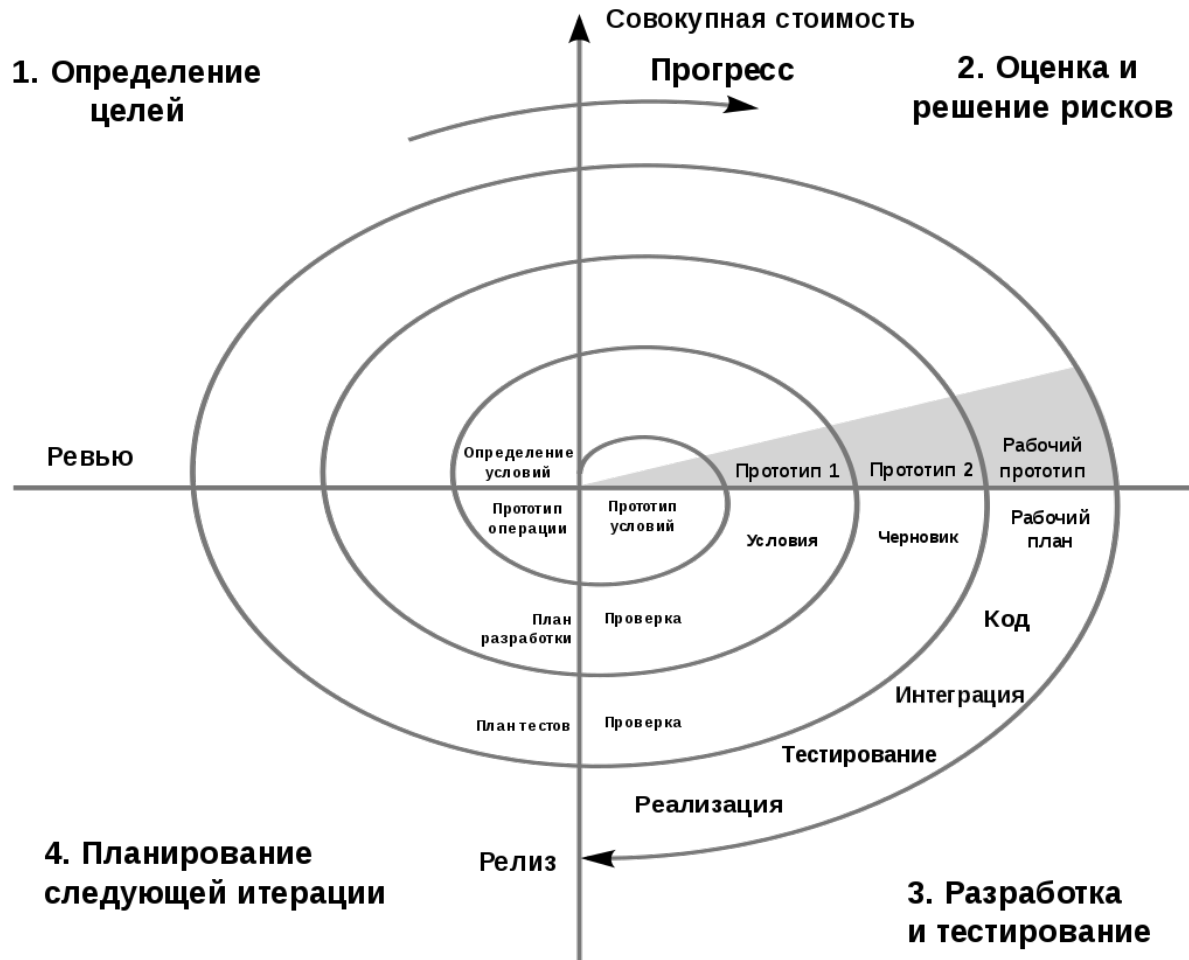 Совокупная стоимость
1. Определение
целей
Прогресс
2. Оценка и
решение рисков
Ревью
Определение
условий
Прототип 1
Прототип 2
Рабочий
прототип
Прототип
операции
Прототип
условий
Условия
Черновик
Рабочий
план
План
разработки
Проверка
Код
Интеграция
План тестов
Проверка
Тестирование
Реализация
Релиз
4. Планирование
следующей итерации
3. Разработка
и тестирование